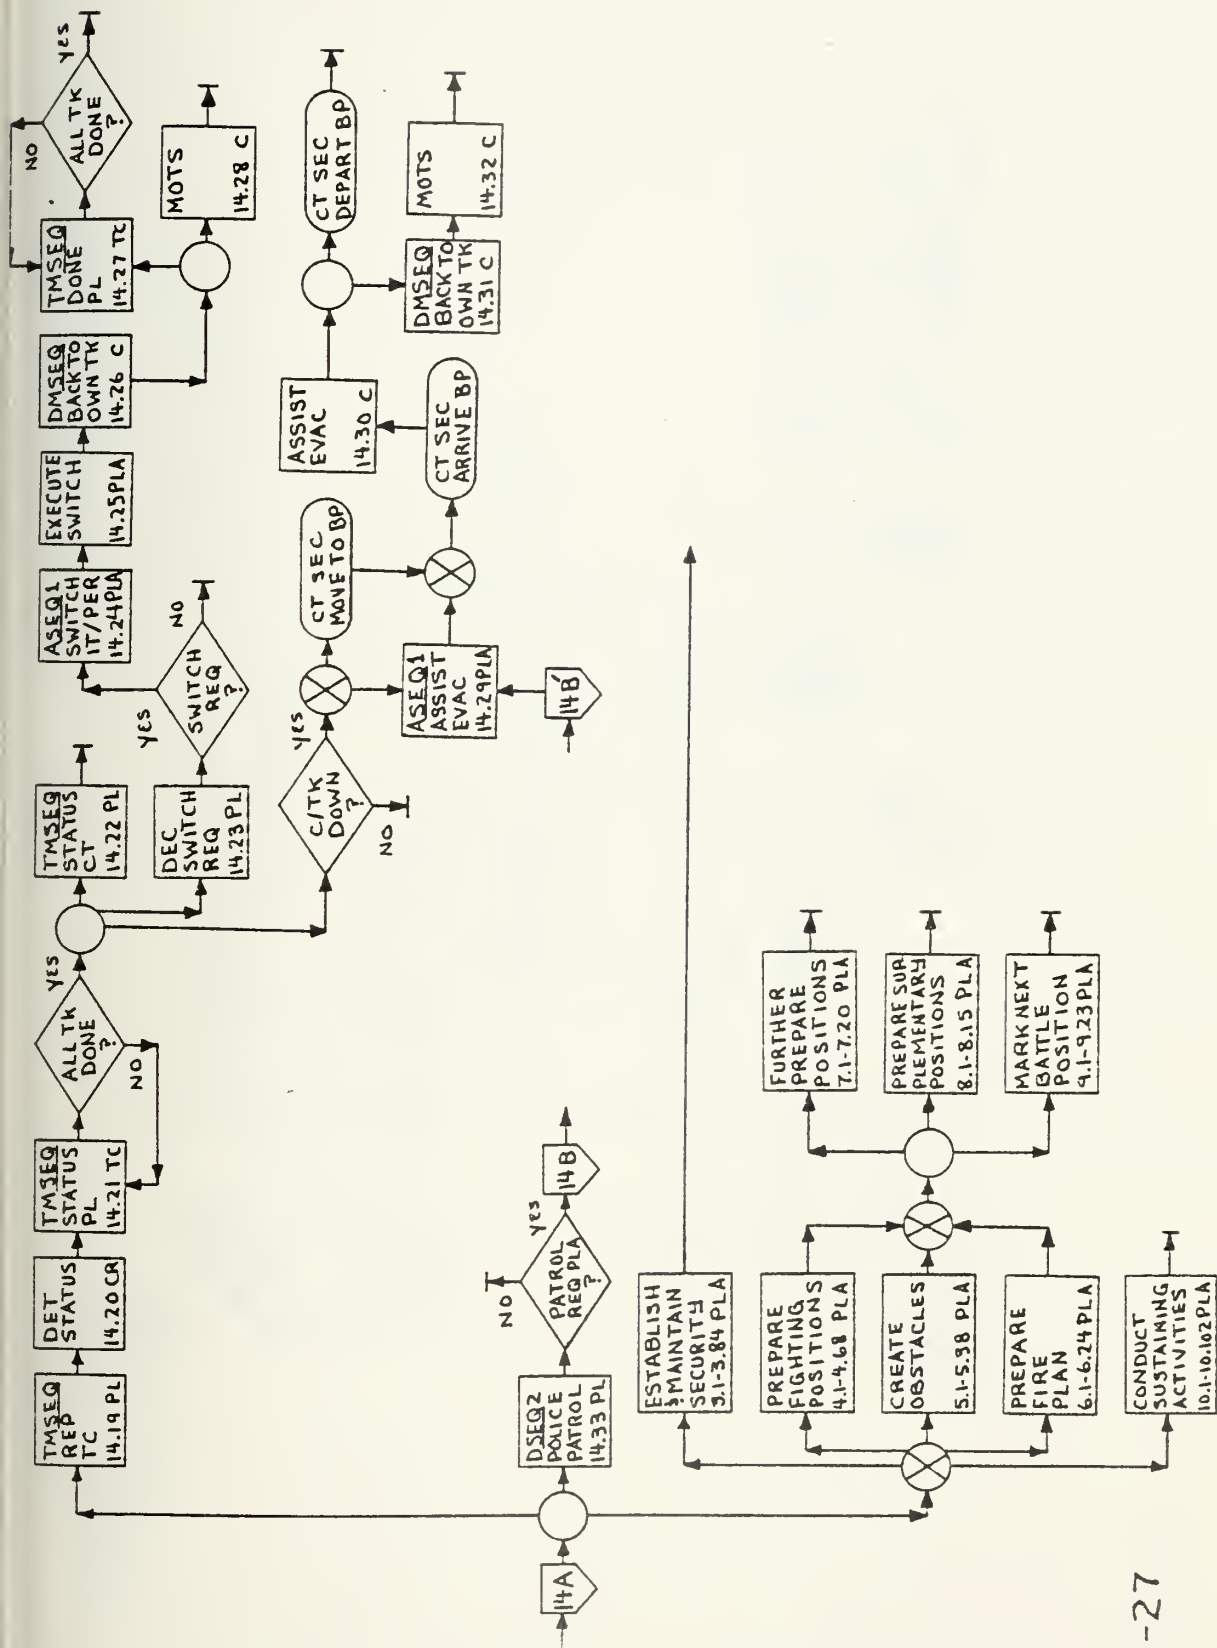 TMSEQ
REP
TC
14.19 PL
DET
STATUS
14.20 CR
TMSEQ
STATUS
PL
14.21 TC
ALL TK
DONE
?
YES
NO
TMSEQ
STATUS
CT
14.22 PL
DEC
SWITCH
REQ
14.23 PL
SWITCH
REQ
?
YES
NO
ASEQ1
SWITCH
IT/PER
14.24 PLA
EXECUTE
SWITCH
14.25 PLA
DMSEQ
BACK TO
OWN TK
14.26 C
TMSEQ
DONE
PL
14.27 TC
ALL TK
DONE
?
YES
NO
MOTS
14.28 C
C/TK
DOWN
?
YES
NO
CT SEC
MOVE TO BP
ASEQ1
ASSIST
EVAC
14.29 PLA
14B'
CT SEC
ARRIVE BP
ASSIST
EVAC
14.30 C
CT SEC
DEPART BP
DMSEQ
BACK TO
OWN TK
14.31 C
MOTS
14.32 C
14A
DSEQ2
POLICE
PATROL
14.33 PL
PATROL
REQ PLA
?
YES
NO
14B
ESTABLISH
& MAINTAIN
SECURITY
3.1-3.84 PLA
PREPARE
FIGHTING
POSITIONS
4.1-4.68 PLA
CREATE
OBSTACLES
5.1-5.38 PLA
PREPARE
FIRE
PLAN
6.1-6.24 PLA
CONDUCT
SUSTAINING
ACTIVITIES
10.1-10.102 PLA
FURTHER
PREPARE
POSITIONS
7.1-7.20 PLA
PREPARE SUP
PLEMENTARY
POSITIONS
8.1-8.15 PLA
MARK NEXT
BATTLE
POSITION
9.1-9.23 PLA
-27